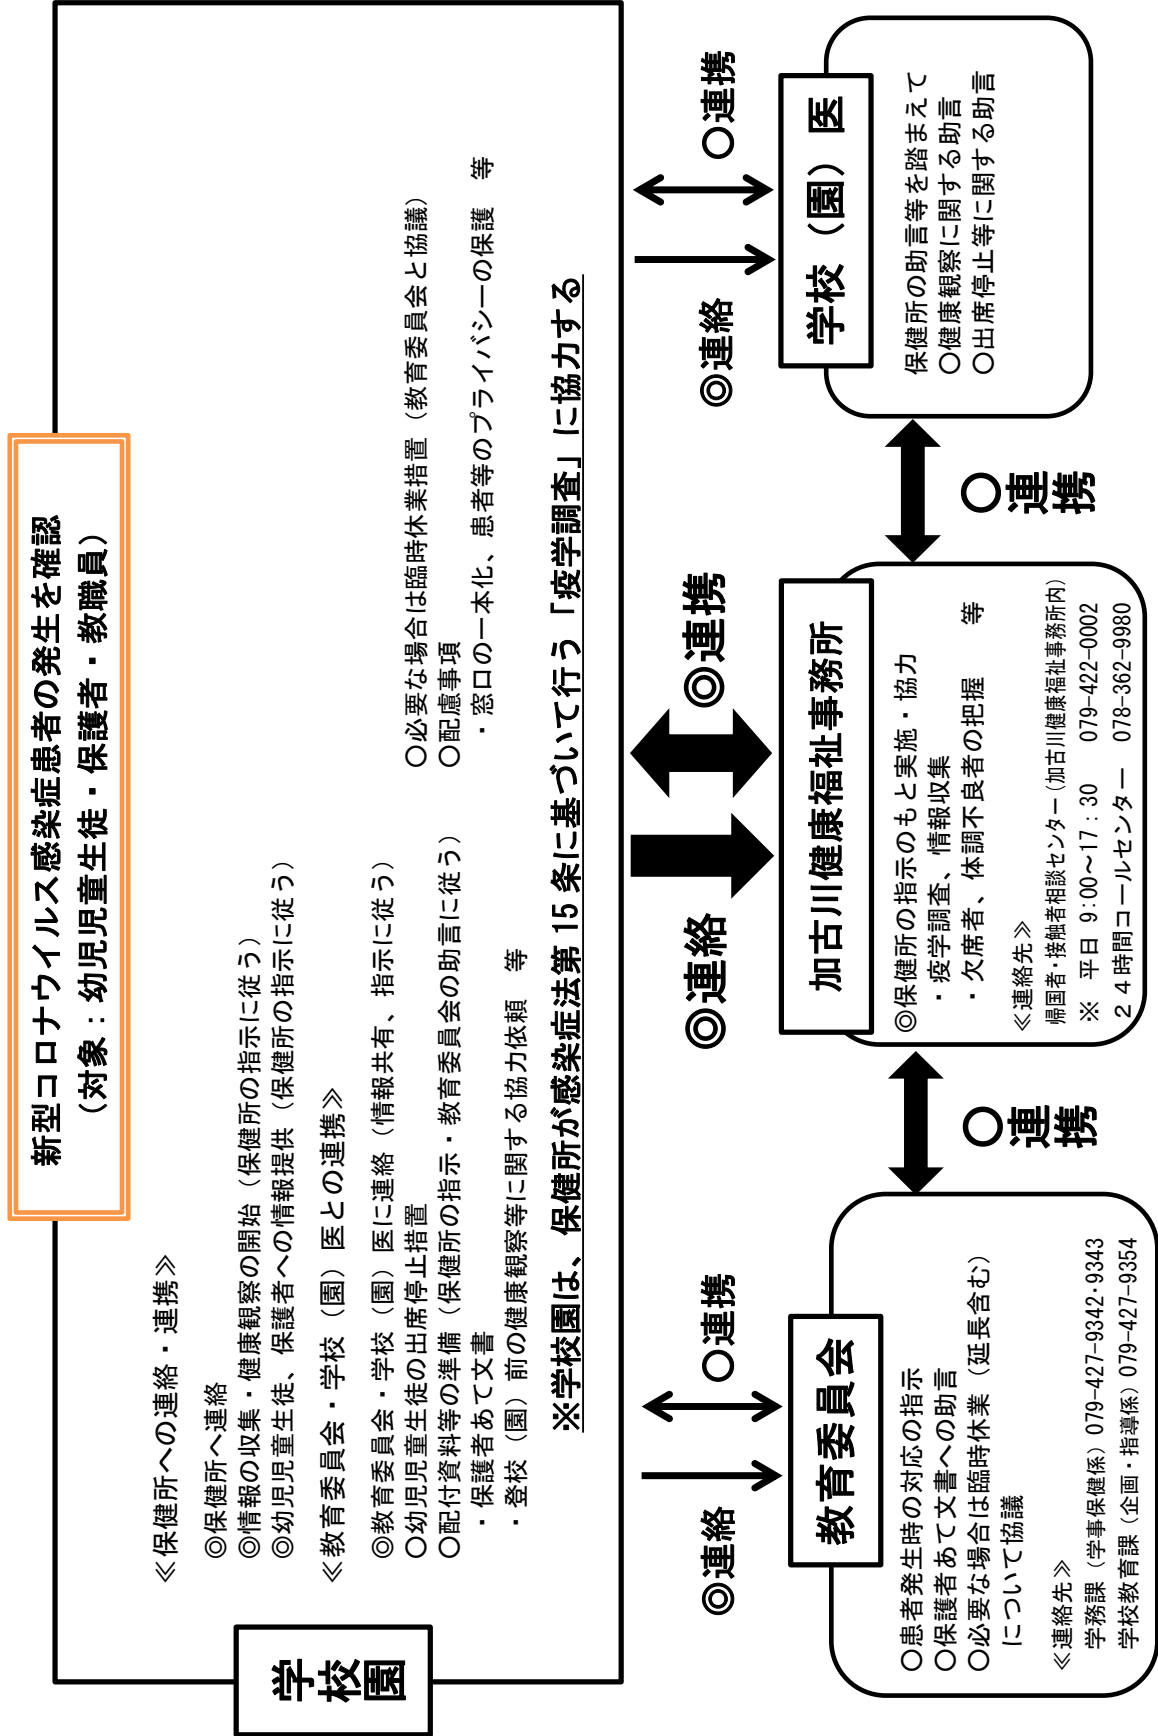 新型コロナウイルス感染症患者の発生を確認
（対象：幼児児童生徒・保護者・教職員）
学校園
≪保健所への連絡・連携≫
◎保健所へ連絡
◎情報の収集・健康観察の開始（保健所の指示に従う）
◎幼児児童生徒、保護者への情報提供（保健所の指示に従う）
≪教育委員会・学校（園）医との連携≫
◎教育委員会・学校（園）医に連絡（情報共有、指示に従う）
〇幼児児童生徒の出席停止措置
〇配付資料等の準備（保健所の指示・教育委員会の助言に従う）
・保護者あて文書
・登校（園）前の健康観察等に関する協力依頼　等
〇必要な場合は臨時休業措置（教育委員会と協議）
〇配慮事項
・窓口の一本化、患者等のプライバシーの保護　等
※学校園は、保健所が感染症法第 15 条に基づいて行う「疫学調査」に協力する
◎連絡
〇連携
◎連絡
◎連携
◎連絡
〇連携
教育委員会
〇患者発生時の対応の指示
〇保護者あて文書への助言
〇必要な場合は臨時休業（延長含む）
について協議
≪連絡先≫
学務課（学事保健係）079-427-9342・9343
学校教育課（企画・指導係）079-427-9354
〇連携
加古川健康福祉事務所
◎保健所の指示のもと実施・協力
・疫学調査、情報収集
・欠席者、体調不良者の把握　等
≪連絡先≫
帰国者・接触者相談センター（加古川健康福祉事務所内）
※　平日 9:00～17：30　079-422-0002
２４時間コールセンター　078-362-9980
〇連携
学校（園）医
保健所の助言等を踏まえて
〇健康観察に関する助言
〇出席停止等に関する助言